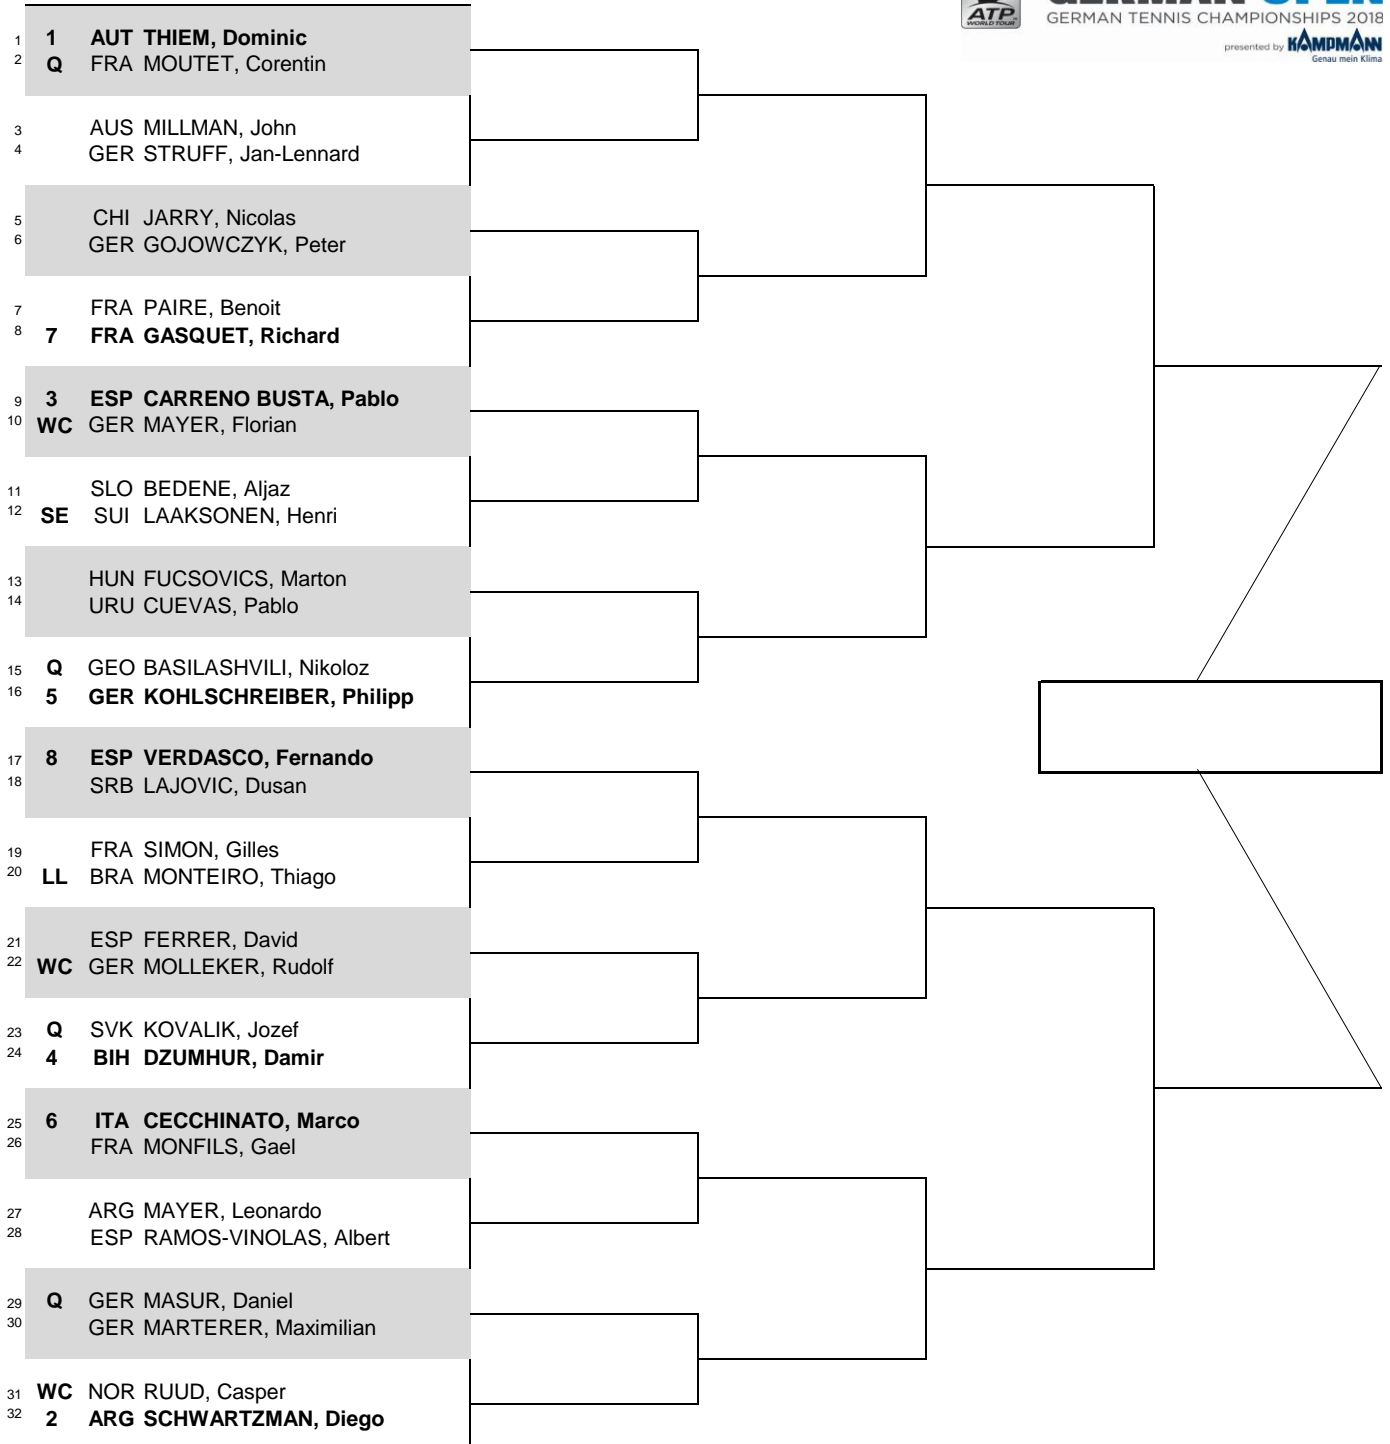 GERMAN OPEN
ATP
WORLD TOUR
GERMAN TENNIS CHAMPIONSHIPS 2018
presented by KAMPMANN
Genau mein Klima
1 1 AUT THIEM, Dominic
2 Q FRA MOUTET, Corentin
3 AUS MILLMAN, John
4 GER STRUFF, Jan-Lennard
5 CHI JARRY, Nicolas
6 GER GOJOWCZYK, Peter
7 FRA PAIRE, Benoit
8 7 FRA GASQUET, Richard
9 3 ESP CARRENO BUSTA, Pablo
10 WC GER MAYER, Florian
11 SLO BEDENE, Aljaz
12 SE SUI LAAKSONEN, Henri
13 HUN FUCSOVICS, Marton
14 URU CUEVAS, Pablo
15 Q GEO BASILASHVILI, Nikoloz
16 5 GER KOHLSCHREIBER, Philipp
17 8 ESP VERDASCO, Fernando
18 SRB LAJOVIC, Dusan
19 FRA SIMON, Gilles
20 LL BRA MONTEIRO, Thiago
21 ESP FERRER, David
22 WC GER MOLLEKER, Rudolf
23 Q SVK KOVALIK, Jozef
24 4 BIH DZUMHUR, Damir
25 6 ITA CECCHINATO, Marco
26 FRA MONFILS, Gael
27 ARG MAYER, Leonardo
28 ESP RAMOS-VINOLAS, Albert
29 Q GER MASUR, Daniel
30 GER MARTERER, Maximilian
31 WC NOR RUUD, Casper
32 2 ARG SCHWARTZMAN, Diego